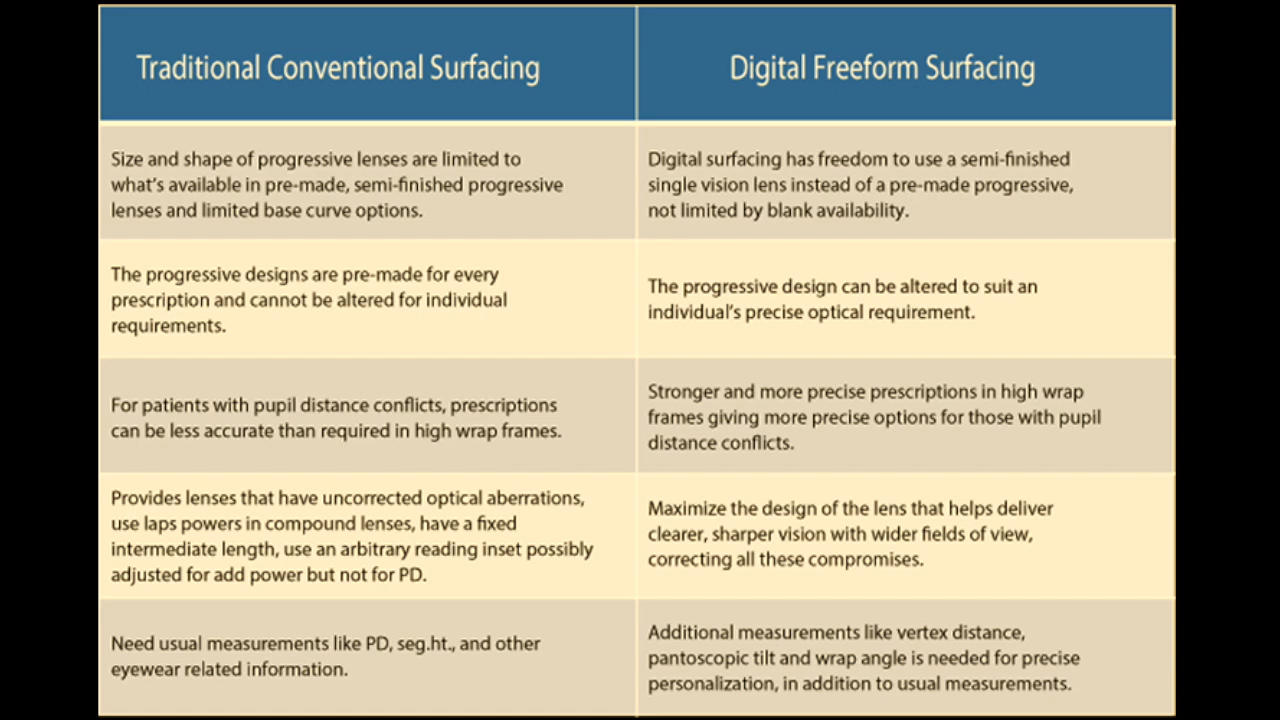 Traditional Conventional Surfacing
Digital Freeform Surfacing
Size and shape of progressive lenses are limited to
what's available in pre-made, semi-finished progressive
lenses and limited base curve options.
Digital surfacing has freedom to use a semi-finished
single vision lens instead of a pre-made progressive,
not limited by blank availability.
The progressive designs are pre-made for every
prescription and cannot be altered for individual
requirements.
The progressive design can be altered to suit an
individual's precise optical requirement.
For patients with pupil distance conflicts, prescriptions
can be less accurate than required in high wrap frames.
Stronger and more precise prescriptions in high wrap
frames giving more precise options for those with pupil
distance conflicts.
Provides lenses that have uncorrected optical aberrations,
use laps powers in compound lenses, have a fixed
intermediate length, use an arbitrary reading inset possibly
adjusted for add power but not for PD.
Maximize the design of the lens that helps deliver
clearer, sharper vision with wider fields of view,
correcting all these compromises.
Need usual measurements like PD, seg.ht., and other
eyewear related information.
Additional measurements like vertex distance,
pantoscopic tilt and wrap angle is needed for precise
personalization, in addition to usual measurements.